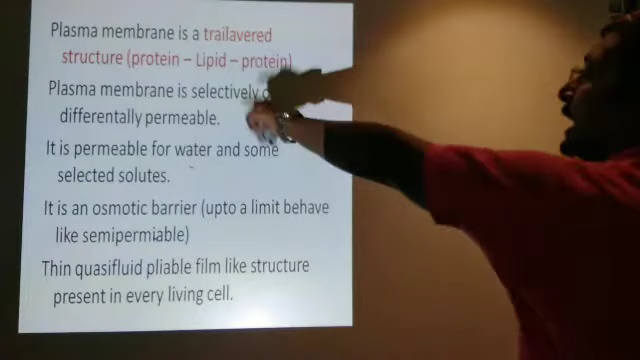 Plasma membrane is a trailavered
structure (protein – Lipid – protein)
Plasma membrane is selectively
differentally permeable.
It is permeable for water and some
selected solutes.
It is an osmotic barrier (upto a limit behave
like semipermiable)
Thin quasifluid pliable film like structure
present in every living cell.